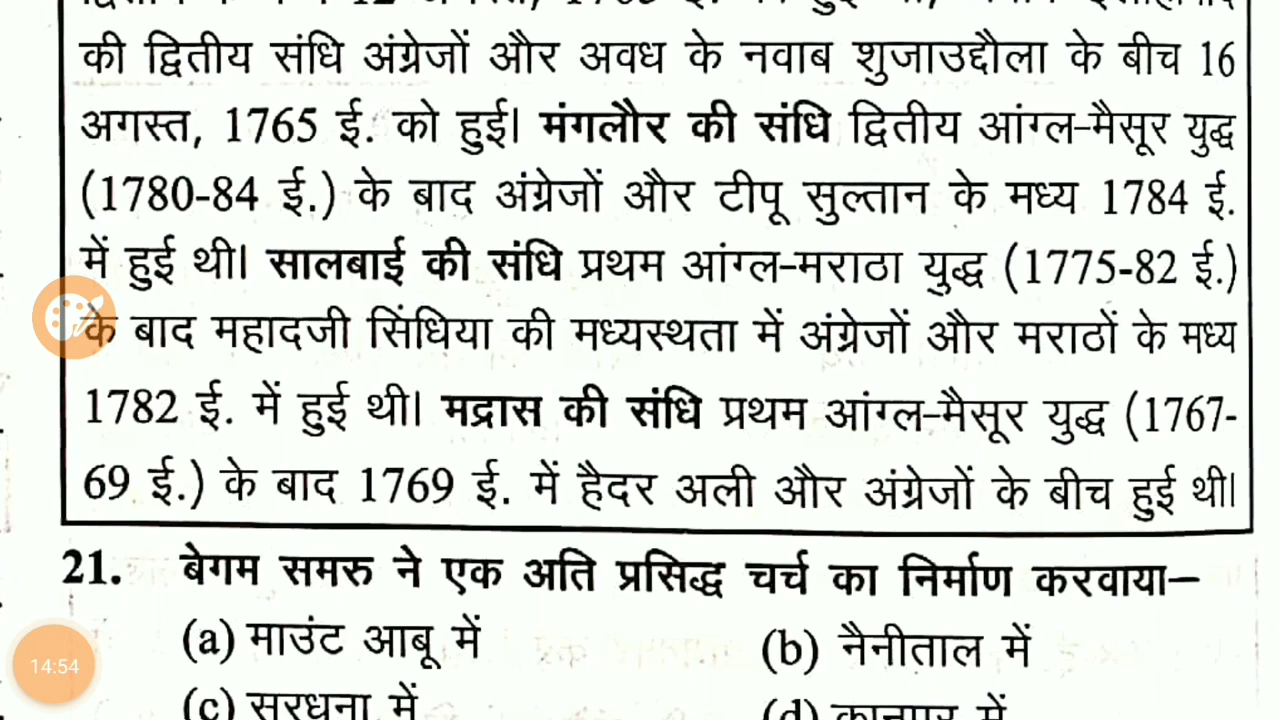 की द्वितीय संधि अंग्रेजों और अवध के नवाब शुजाउद्दौला के बीच 16
अगस्त, 1765 ई. को हुई। मंगलौर की संधि द्वितीय आंग्ल-मैसूर युद्ध
(1780-84 ई.) के बाद अंग्रेजों और टीपू सुल्तान के मध्य 1784 ई.
में हुई थी। सालबाई की संधि प्रथम आंग्ल-मराठा युद्ध (1775-82 ई.)
के बाद महादजी सिंधिया की मध्यस्थता में अंग्रेजों और मराठों के मध्य
1782 ई. में हुई थी। मद्रास की संधि प्रथम आंग्ल-मैसूर युद्ध (1767-
69 ई.) के बाद 1769 ई. में हैदर अली और अंग्रेजों के बीच हुई थी।
21. बेगम समरु ने एक अति प्रसिद्ध चर्च का निर्माण करवाया–
(a) माउंट आबू में (b) नैनीताल में
(c) सरधना में (d) कानपुर में
14:54